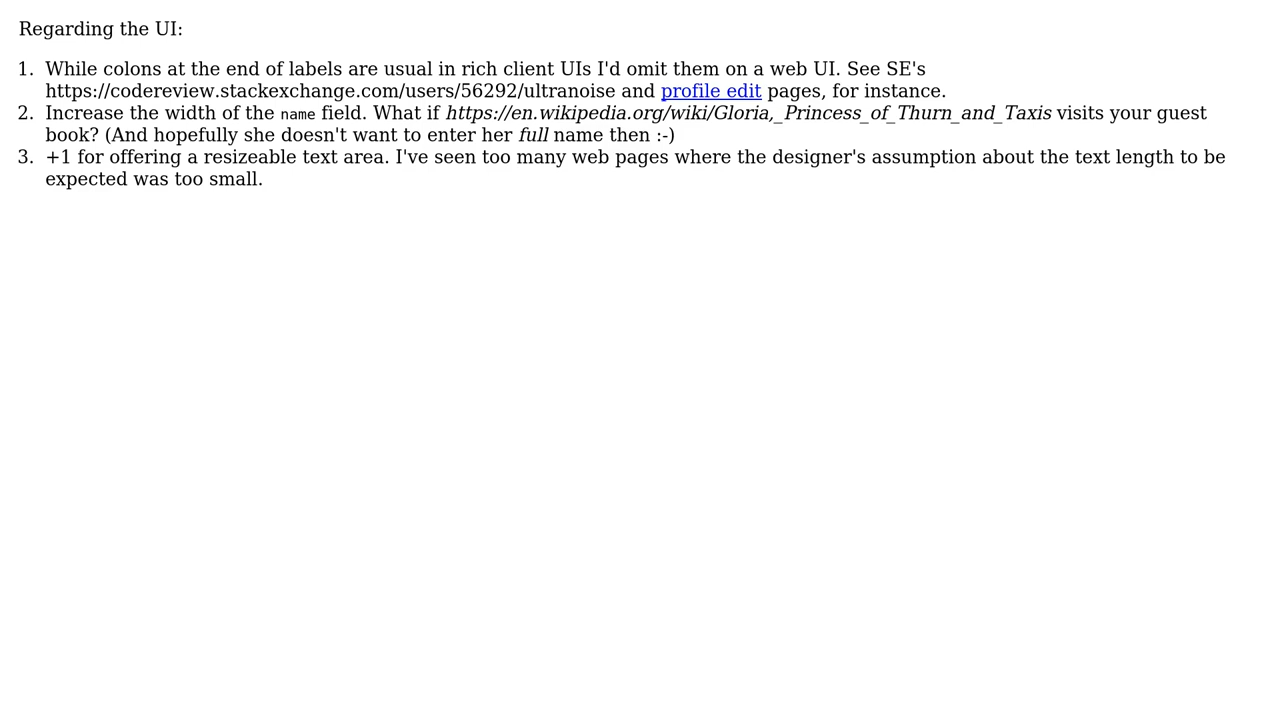 Regarding the UI:
1. While colons at the end of labels are usual in rich client UIs I'd omit them on a web UI. See SE's
https://codereview.stackexchange.com/users/56292/ultranoise and profile edit pages, for instance.
2. Increase the width of the name field. What if https://en.wikipedia.org/wiki/Gloria,_Princess_of_Thurn_and_Taxis visits your guest
book? (And hopefully she doesn't want to enter her full name then :-)
3. +1 for offering a resizeable text area. I've seen too many web pages where the designer's assumption about the text length to be
expected was too small.